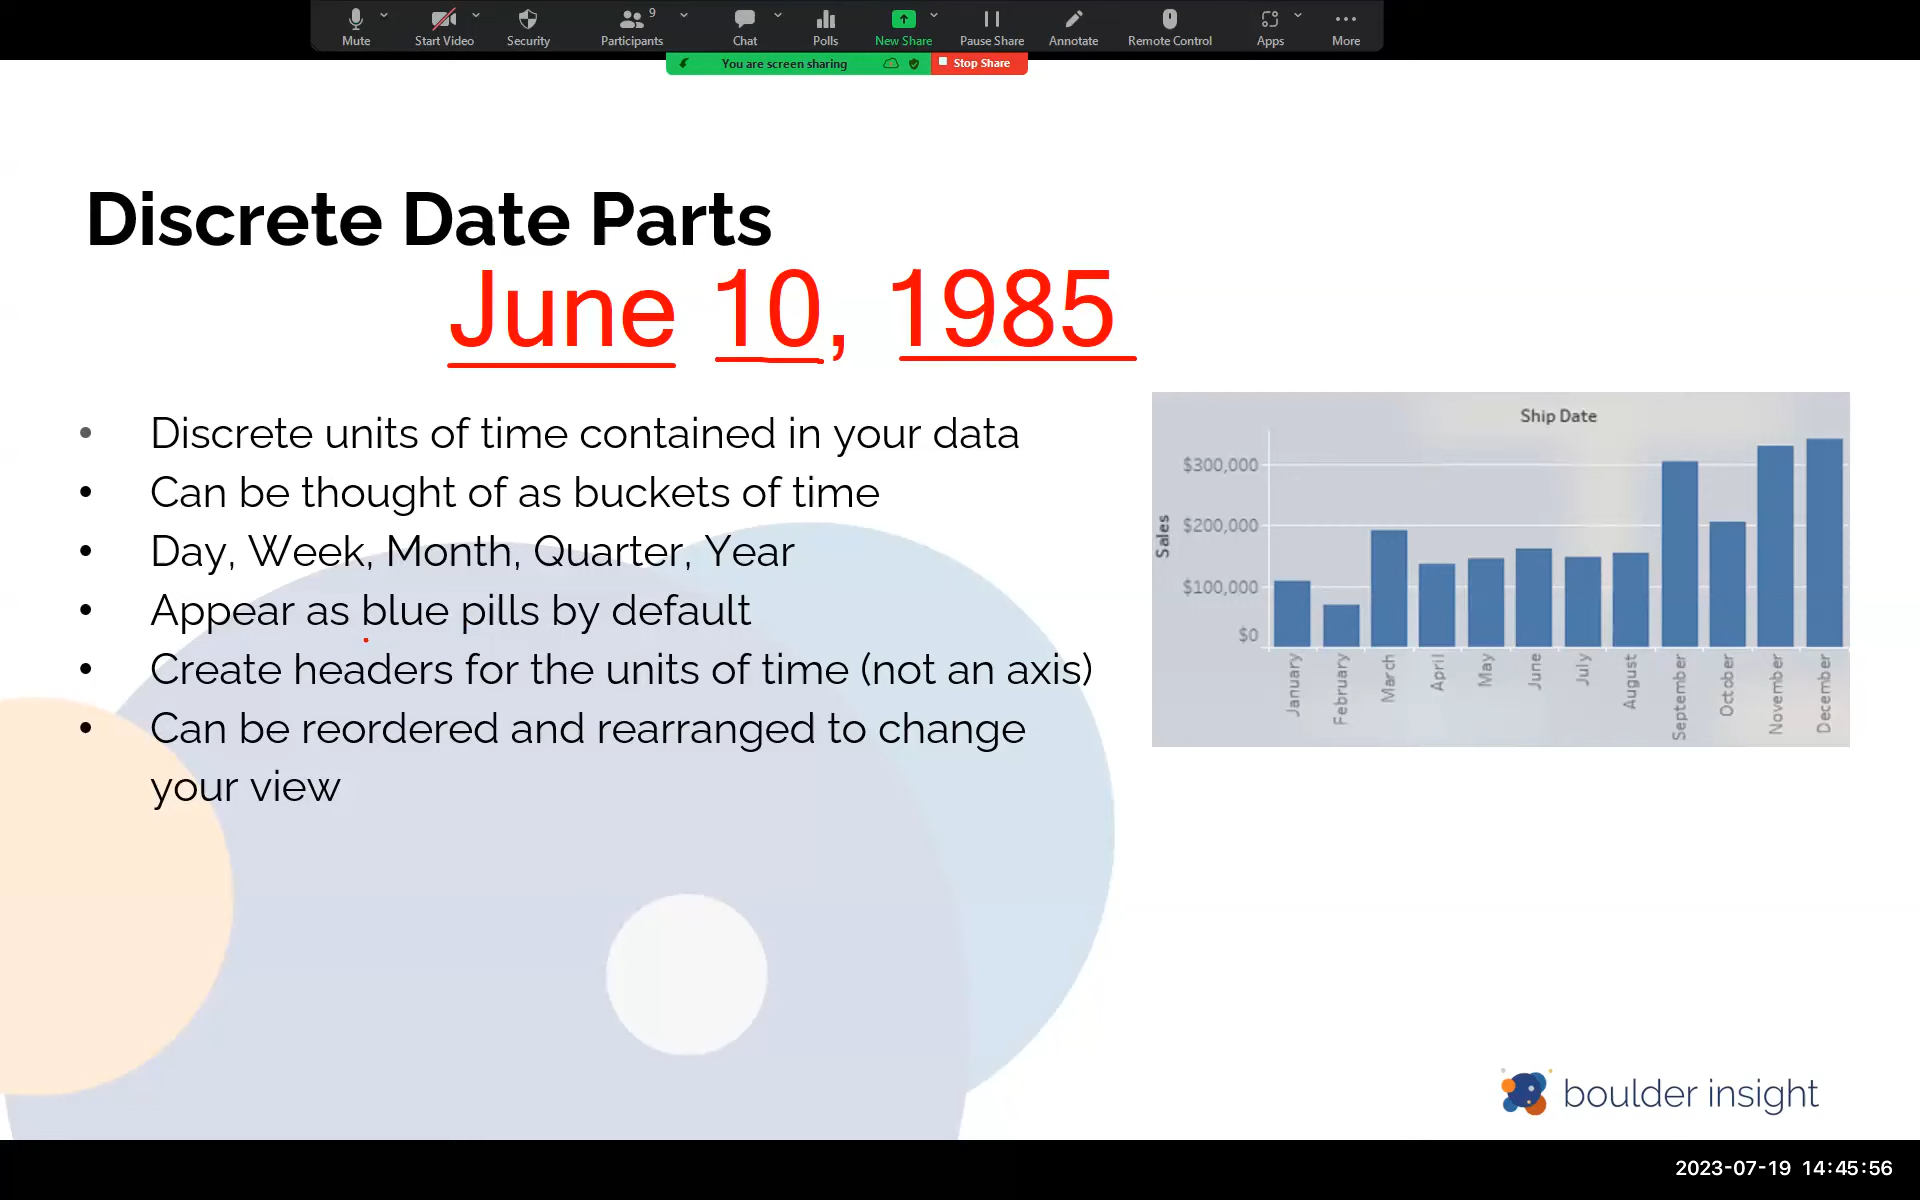 Mute
Start Video
Security
Participants 9
Chat
Polls
New Share
Pause Share
Annotate
Remote Control
Apps
More
You are screen sharing
Stop Share
Discrete Date Parts
June 10, 1985
• Discrete units of time contained in your data
• Can be thought of as buckets of time
• Day, Week, Month, Quarter, Year
• Appear as blue pills by default
• Create headers for the units of time (not an axis)
• Can be reordered and rearranged to change
your view
Ship Date
Sales
$300,000
$200,000
$100,000
$0
January
February
March
April
May
June
July
August
September
October
November
December
boulder insight
2023-07-19 14:45:56